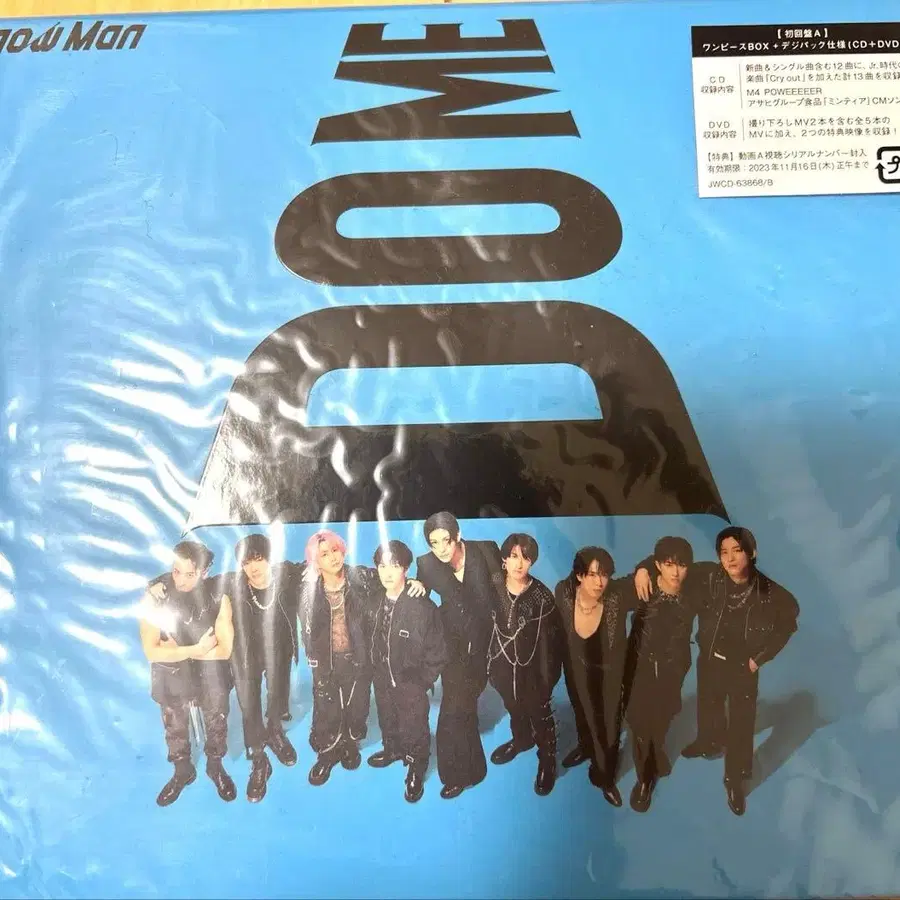 now Man
DO ME
【初回盤A】
ワンピースBOX + デジパック仕様(CD+DVD
CD
収録内容
新曲&シングル曲含む12曲に、Jr.時代の
楽曲「Cry out」を加えた計13曲を収録
M4 POWEEEEER
アサヒグループ食品「ミンティア」CMソン
DVD
収録内容
撮り下ろしMV2本を含む全5本の
MVに加え、2つの特典映像を収録!
【特典】動画A視聴シリアルナンバー封入
有効期限:2023年11月16日(木)正午まで
JWCD-63868/B
プ